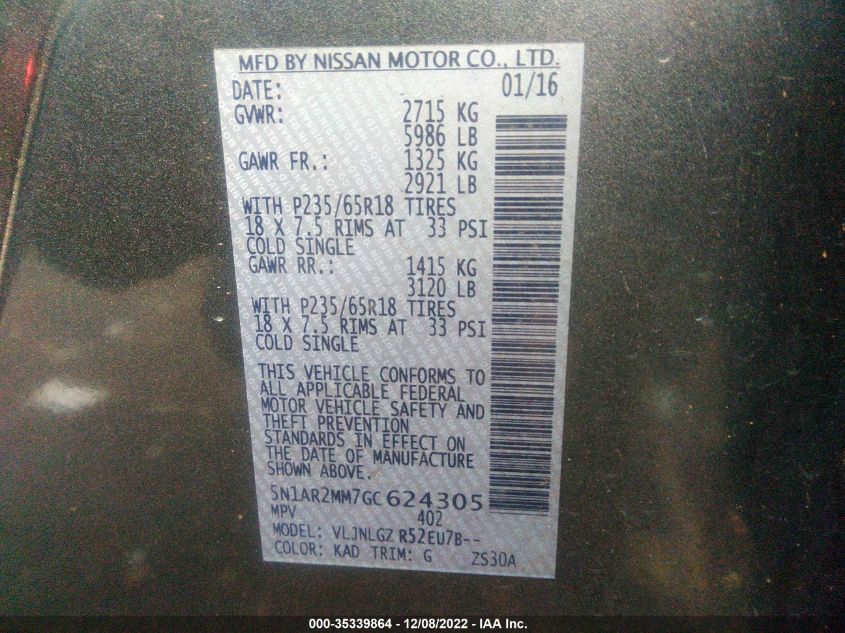 MFD BY NISSAN MOTOR CO., LTD.
DATE: 01/16
GVWR: 2715 KG
5986 LB
GAWR FR.: 1325 KG
2921 LB
WITH P235/65R18 TIRES
18 X 7.5 RIMS AT 33 PSI
COLD SINGLE
GAWR RR.: 1415 KG
3120 LB
WITH P235/65R18 TIRES
18 X 7.5 RIMS AT 33 PSI
COLD SINGLE
THIS VEHICLE CONFORMS TO
ALL APPLICABLE FEDERAL
MOTOR VEHICLE SAFETY AND
THEFT PREVENTION
STANDARDS IN EFFECT ON
THE DATE OF MANUFACTURE
SHOWN ABOVE.
5N1AR2MM7GC624305
MPV 402
MODEL: VLJNLGZ R52EU7B--
COLOR: KAD TRIM: G ZS30A
000-35339864 - 12/08/2022 - IAA Inc.